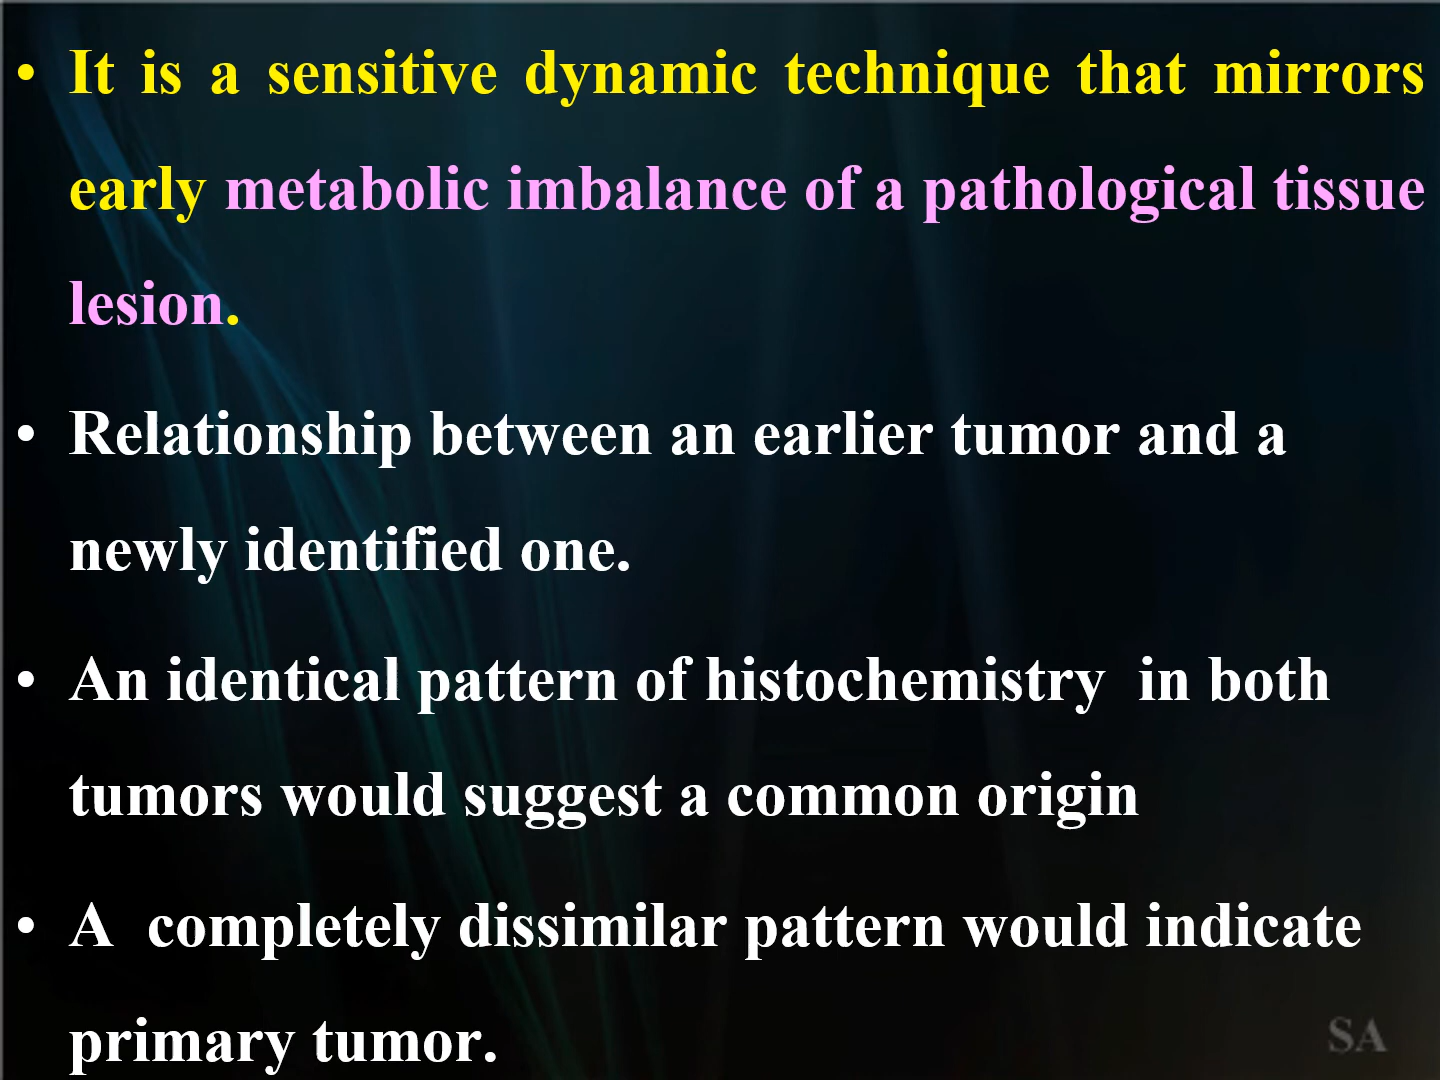 • It is a sensitive dynamic technique that mirrors
early metabolic imbalance of a pathological tissue
lesion.
• Relationship between an earlier tumor and a
newly identified one.
• An identical pattern of histochemistry in both
tumors would suggest a common origin
• A completely dissimilar pattern would indicate
primary tumor.
SA